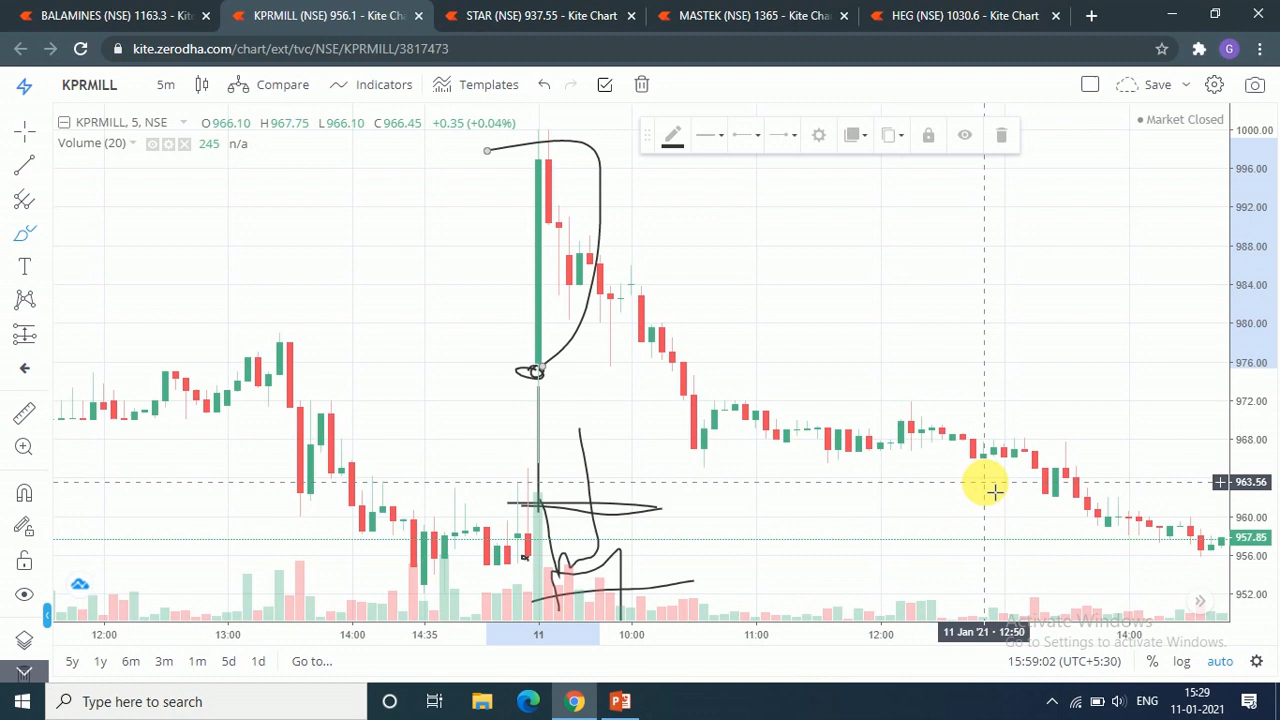 BALAMINES (NSE) 1163.3 - Kite
KPRMILL (NSE) 956.1 - Kite Cha
STAR (NSE) 937.55 - Kite Chart
MASTEK (NSE) 1365 - Kite Chart
HEG (NSE) 1030.6 - Kite Chart
kite.zerodha.com/chart/ext/tvc/NSE/KPRMILL/3817473
G
KPRMILL 5m Compare Indicators Templates Save
KPRMILL, 5, NSE O966.10 H967.75 L966.10 C966.45 +0.35 (+0.04%)
Volume (20) 245 n/a
Market Closed
1000.00
996.00
992.00
988.00
984.00
980.00
976.00
972.00
968.00
963.56
960.00
957.85
956.00
952.00
12:00 13:00 14:00 14:35 11 10:00 11:00 12:00 11 Jan '21 - 12:50 14:00
Activate Windows
Go to Settings to activate Windows.
5y 1y 6m 3m 1m 5d 1d Go to... 15:59:02 (UTC+5:30) % log auto
Type here to search
ENG
15:29
11-01-2021